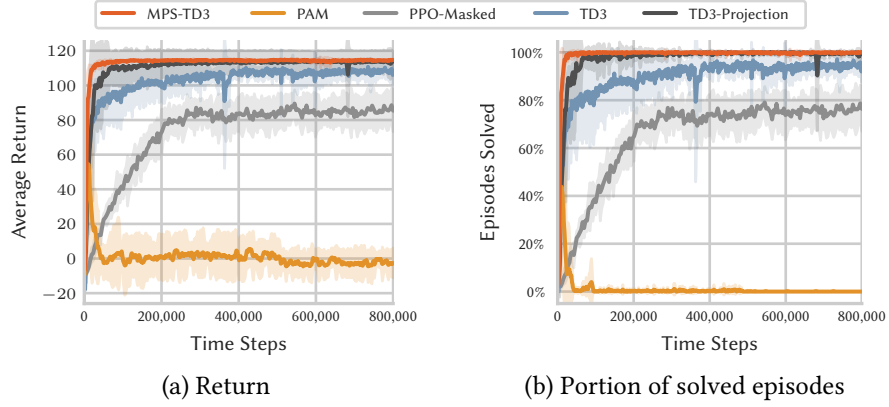 MPS-TD3 PAM PPO-Masked TD3 TD3-Projection
120
100
80
60
40
20
0
−20
Average Return
0 200,000 400,000 600,000 800,000
Time Steps
(a) Return
100%
80%
60%
40%
20%
0%
Episodes Solved
0 200,000 400,000 600,000 800,000
Time Steps
(b) Portion of solved episodes